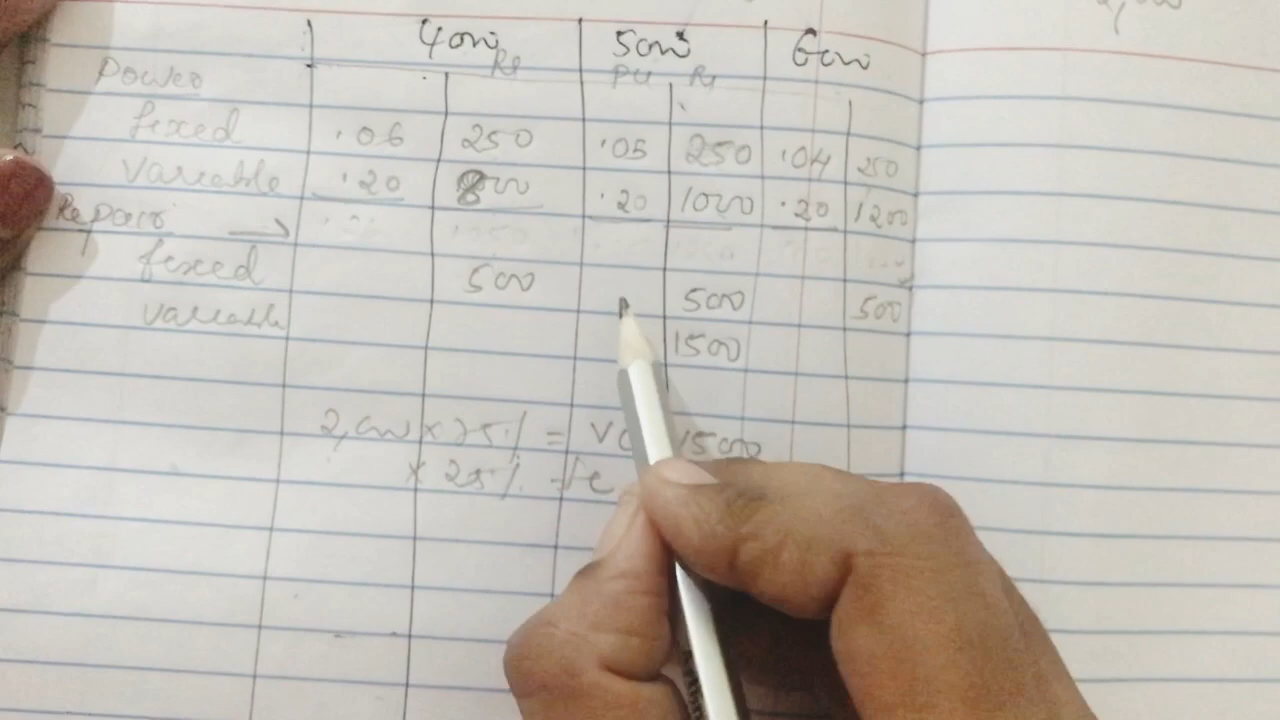 4000 5000 6000
Rs PU Rs
Power
fixed .06 250 .05 250 .04 250
Variable .20 800 .20 1000 .20 1200
Repair →
fixed 500 500 500
variable 1500
2,000 × 75% = VC 1500
× 25% = fc